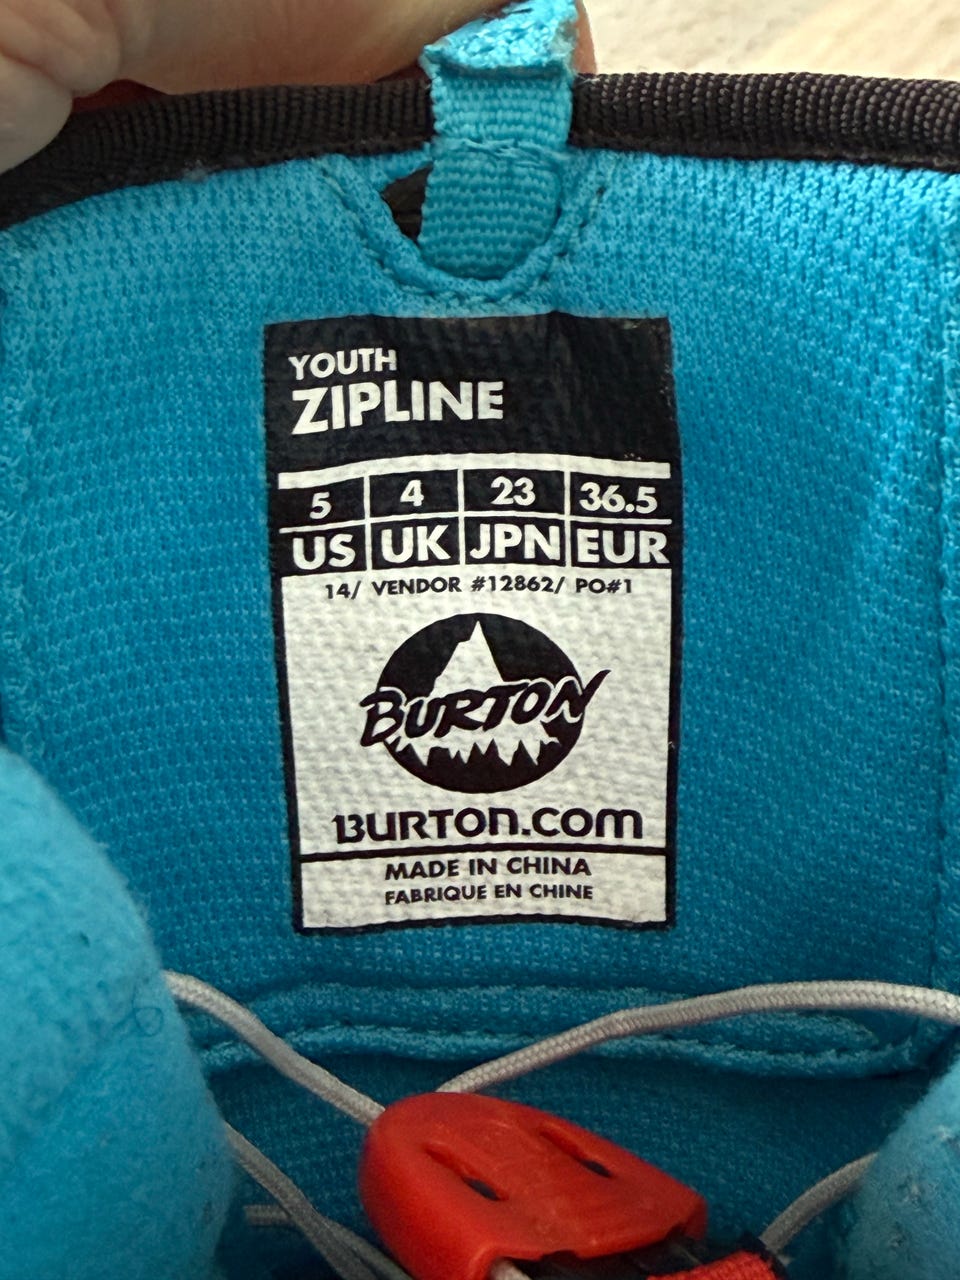 YOUTH
ZIPLINE
5 4 23 36.5
US UK JPN EUR
14/ VENDOR #12862/ PO#1
BURTON
BURTON.COM
MADE IN CHINA
FABRIQUE EN CHINE